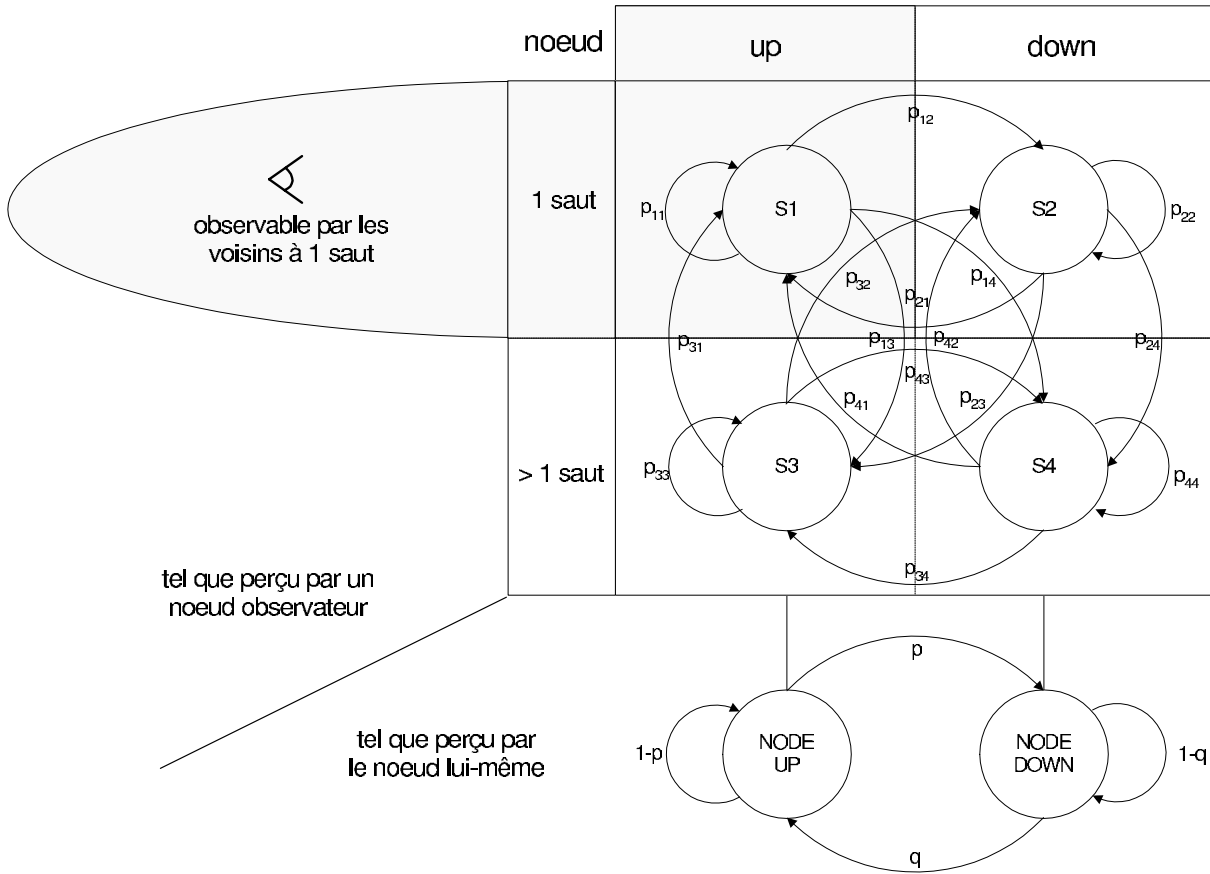 noeud up down
p12
1 saut
observable par les
voisins à 1 saut
p11
S1
S2
p22
p32
p14
p21
p31
p13
p42
p24
p43
p41
p23
> 1 saut
p33
S3
S4
p44
p34
tel que perçu par un
noeud observateur
p
tel que perçu par
le noeud lui-même
1-p
NODE
UP
NODE
DOWN
1-q
q